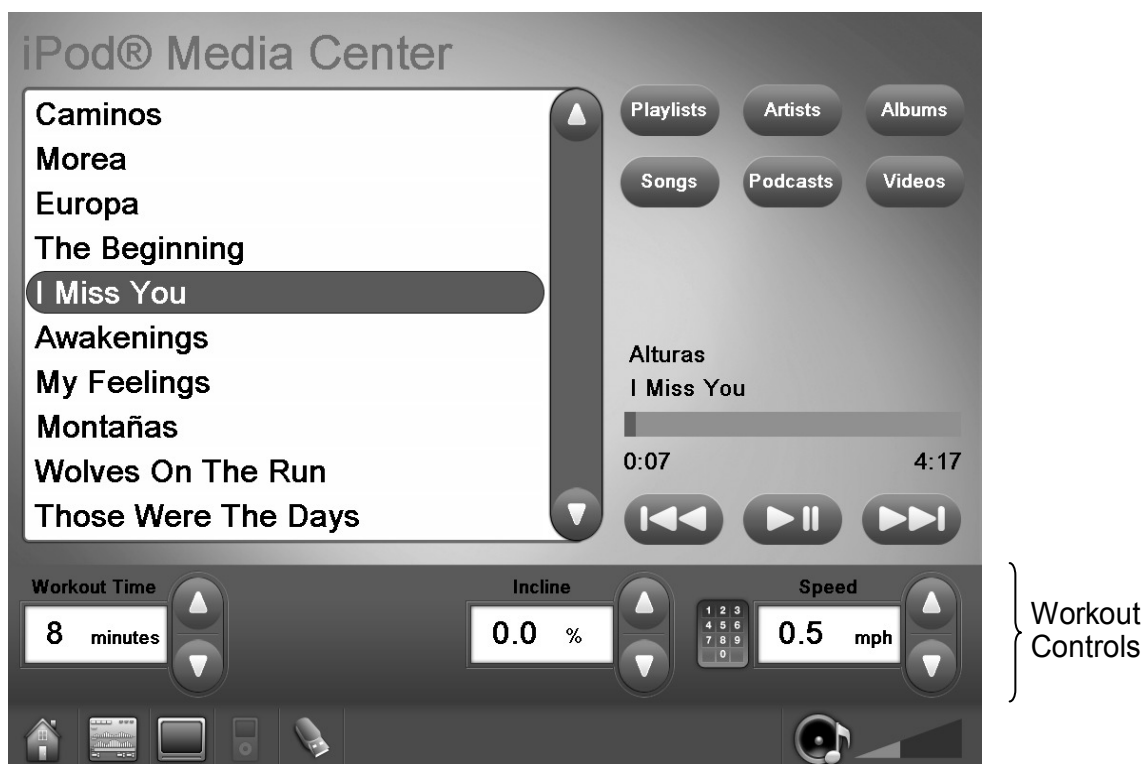 iPod® Media Center
Caminos
Morea
Europa
The Beginning
I Miss You
Awakenings
My Feelings
Montañas
Wolves On The Run
Those Were The Days
Playlists Artists Albums
Songs Podcasts Videos
Alturas
I Miss You
0:07 4:17
Workout Time Incline Speed
8 minutes 0.0 % 0.5 mph
1 2 3
4 5 6
7 8 9
0
Workout
Controls